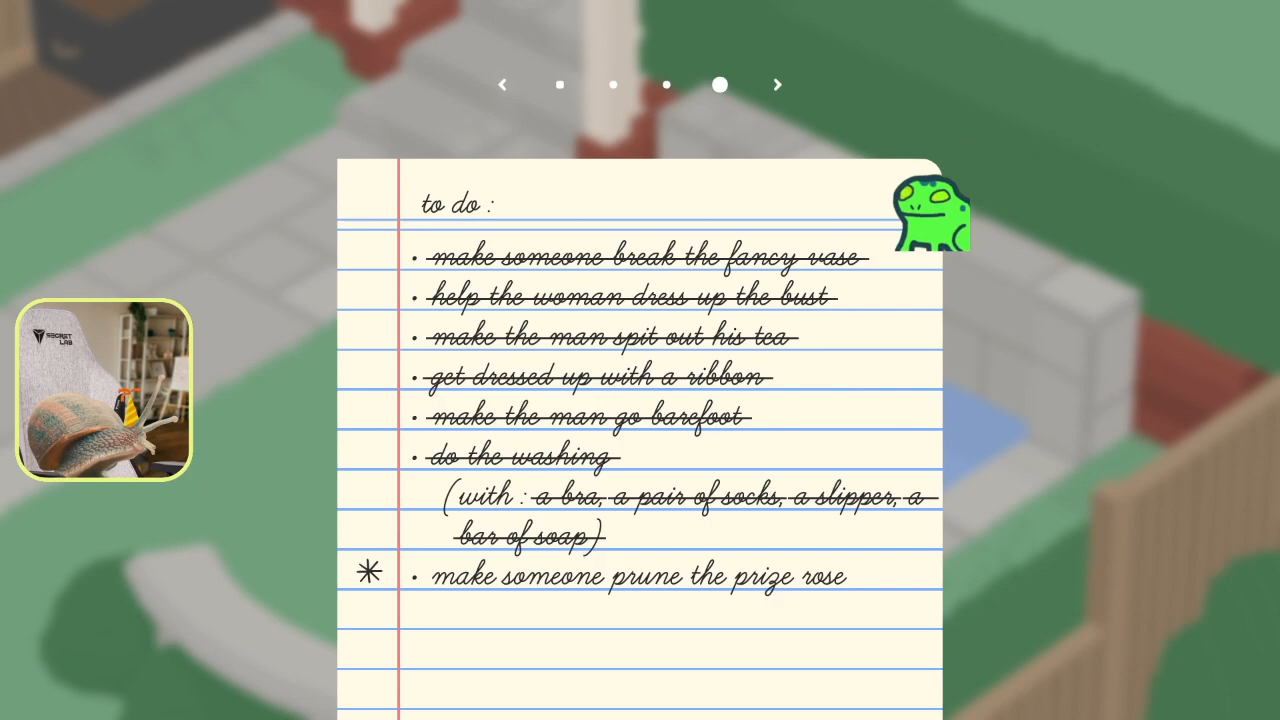 to do :
• make someone break the fancy vase
• help the woman dress up the bust
• make the man spit out his tea
• get dressed up with a ribbon
• make the man go barefoot
• do the washing
(with : a bra, a pair of socks, a slipper, a
bar of soap)
• make someone prune the prize rose
SECRET
LAB